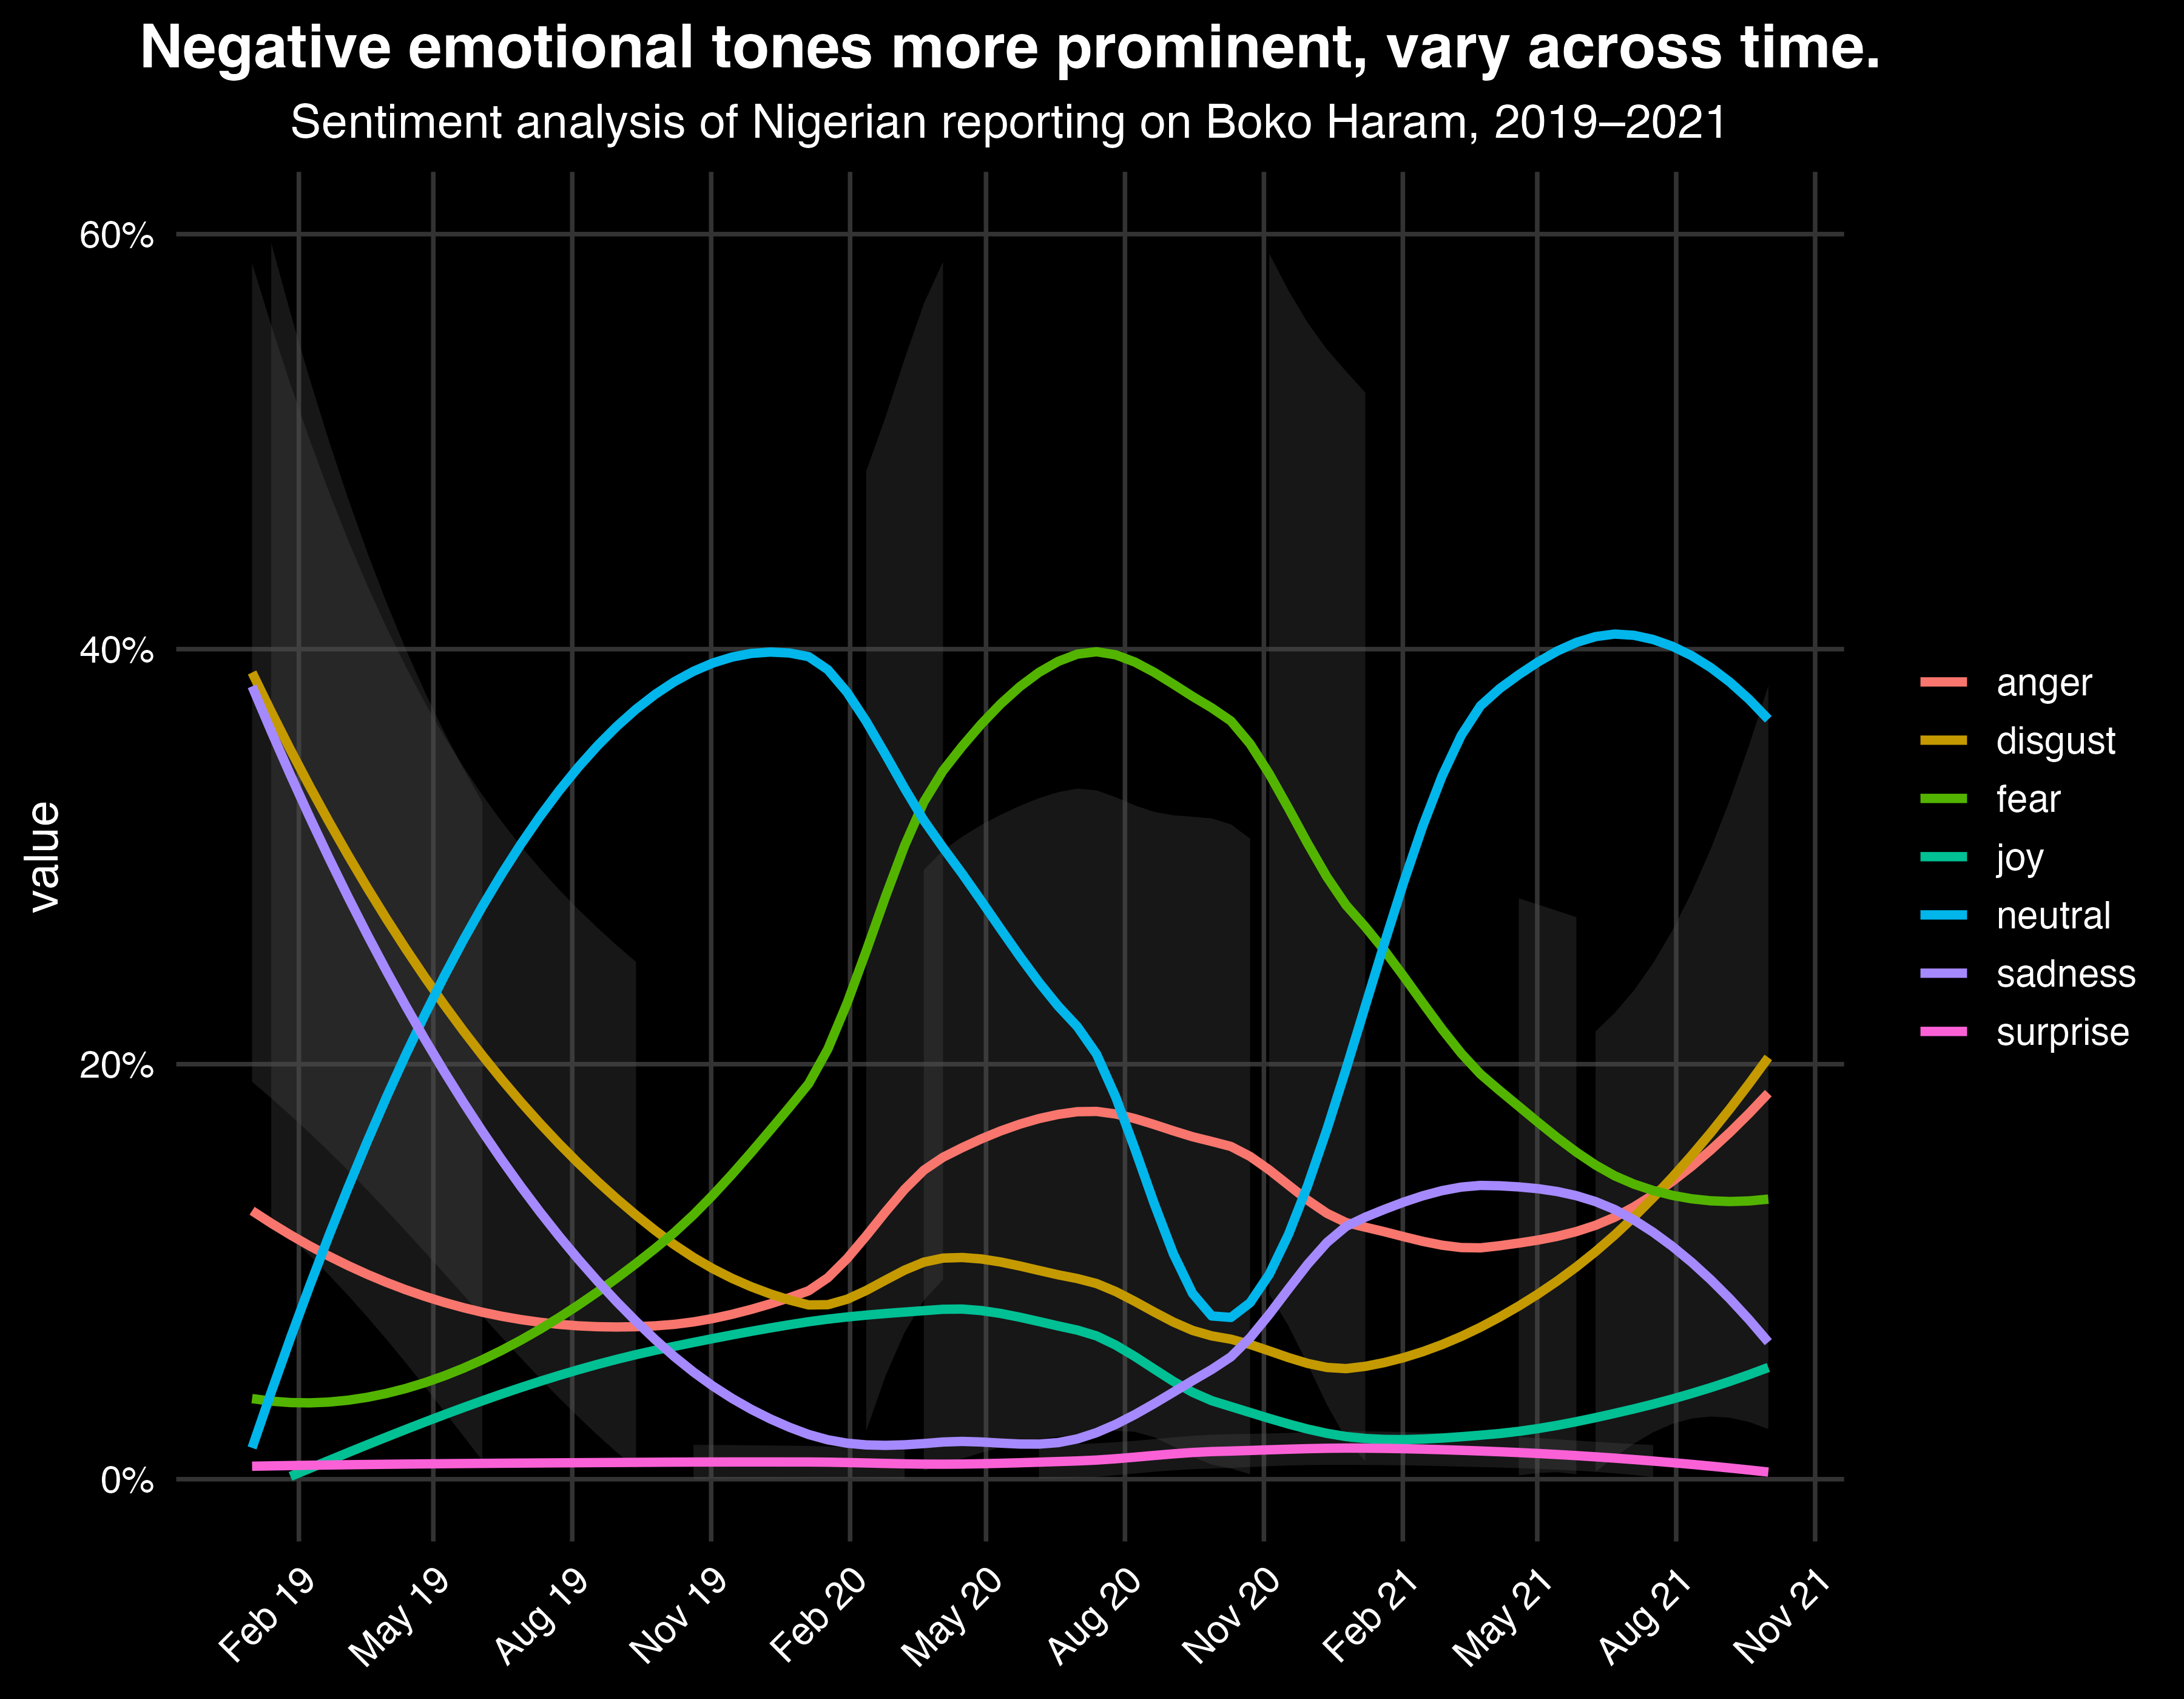 Negative emotional tones more prominent, vary across time.
Sentiment analysis of Nigerian reporting on Boko Haram, 2019–2021
value
60%
40%
20%
0%
Feb 19
May 19
Aug 19
Nov 19
Feb 20
May 20
Aug 20
Nov 20
Feb 21
May 21
Aug 21
Nov 21
anger
disgust
fear
joy
neutral
sadness
surprise